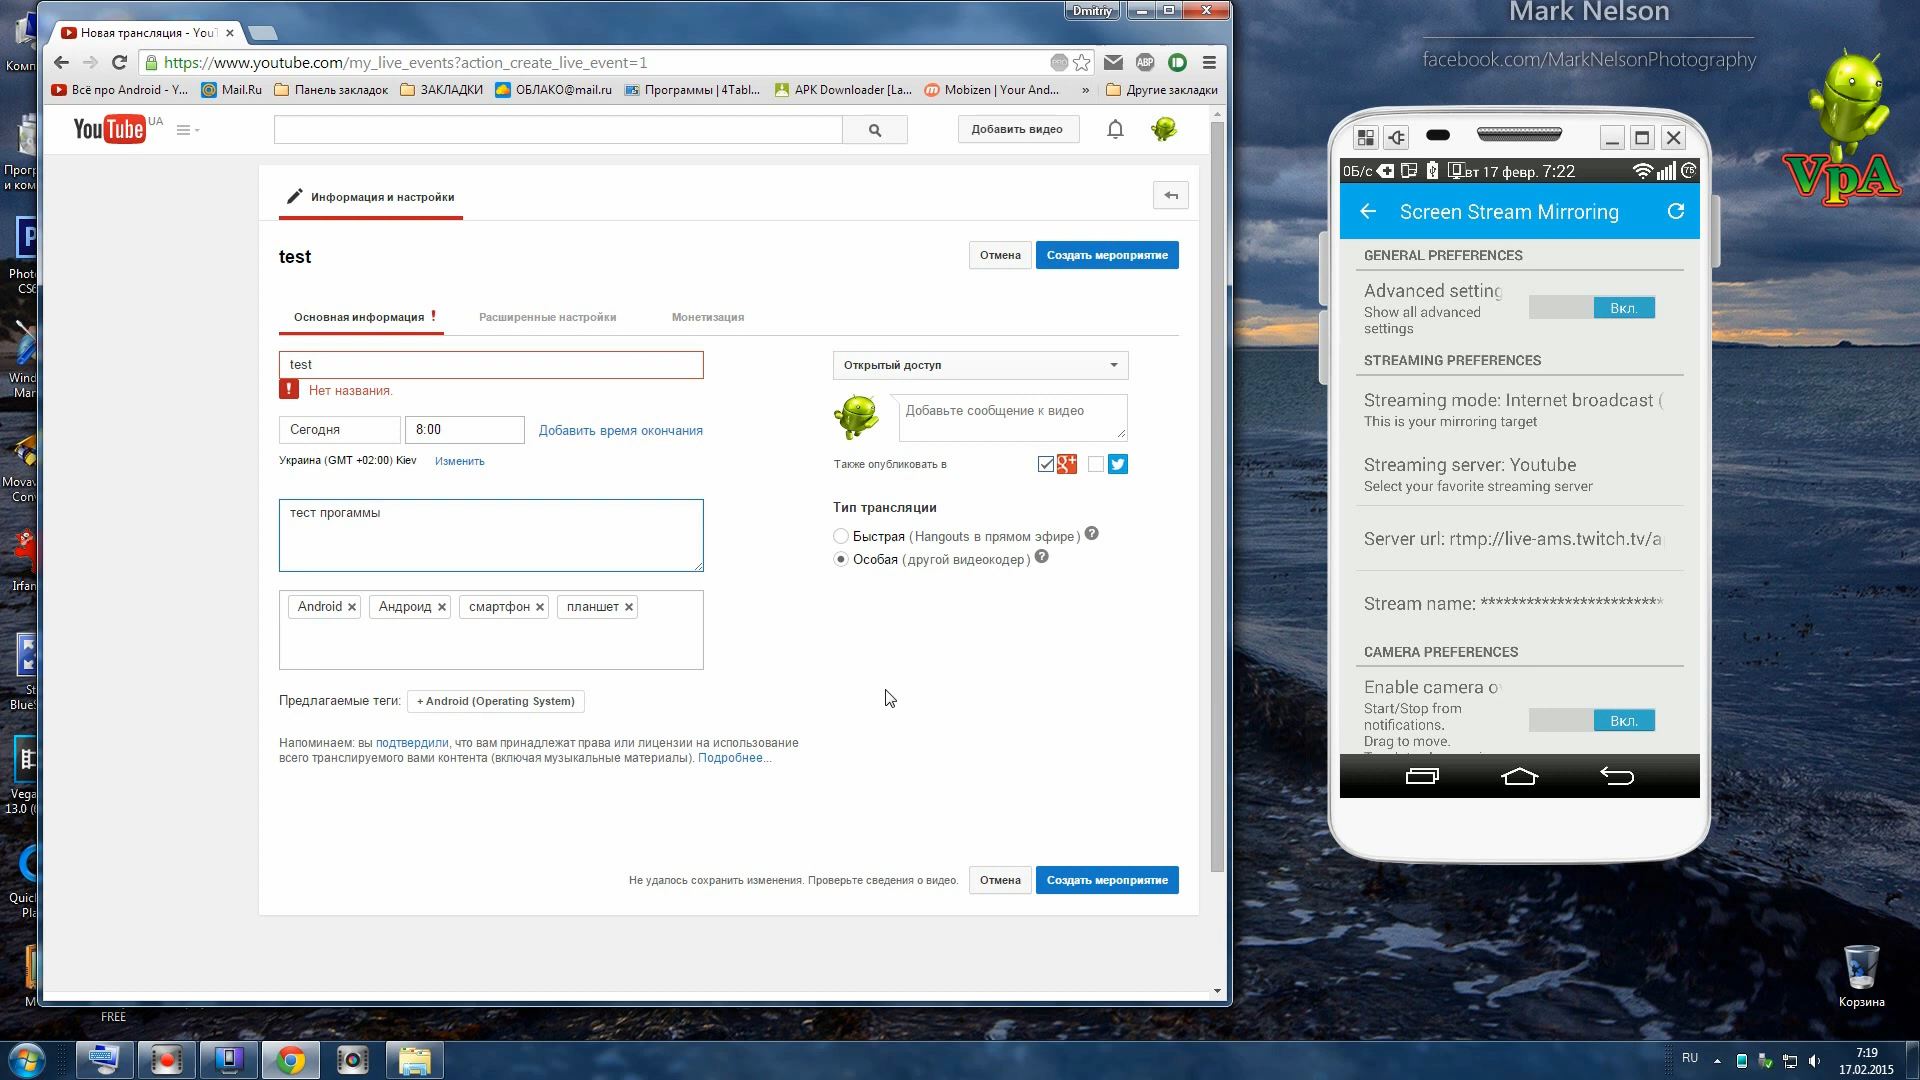 Dmitriy
Новая трансляция - YouT
https://www.youtube.com/my_live_events?action_create_live_event=1
Всё про Android - Y...
Mail.Ru
Панель закладок
ЗАКЛАДКИ
ОБЛАКО@mail.ru
Программы | 4Tabl...
APK Downloader [La...
Mobizen | Your And...
»
Другие закладки
YouTube UA
Добавить видео
Информация и настройки
test
Отмена
Создать мероприятие
Основная информация !
Расширенные настройки
Монетизация
test
! Нет названия.
Сегодня
8:00
Добавить время окончания
Украина (GMT +02:00) Kiev
Изменить
тест прогаммы
Android
Андроид
смартфон
планшет
Предлагаемые теги:
+ Android (Operating System)
Напоминаем: вы подтвердили, что вам принадлежат права или лицензии на использование
всего транслируемого вами контента (включая музыкальные материалы). Подробнее...
Открытый доступ
Добавьте сообщение к видео
Также опубликовать в
Тип трансляции
Быстрая (Hangouts в прямом эфире) ?
Особая (другой видеокодер) ?
Не удалось сохранить изменения. Проверьте сведения о видео.
Отмена
Создать мероприятие
Mark Nelson
facebook.com/MarkNelsonPhotography
VpA
0Б/с
вт 17 февр. 7:22
Screen Stream Mirroring
GENERAL PREFERENCES
Advanced setting
Show all advanced
settings
Вкл.
STREAMING PREFERENCES
Streaming mode: Internet broadcast (
This is your mirroring target
Streaming server: Youtube
Select your favorite streaming server
Server url: rtmp://live-ams.twitch.tv/a
Stream name: ************************
CAMERA PREFERENCES
Enable camera o
Start/Stop from
notifications.
Drag to move.
Вкл.
Корзина
FREE
RU
7:19
17.02.2015